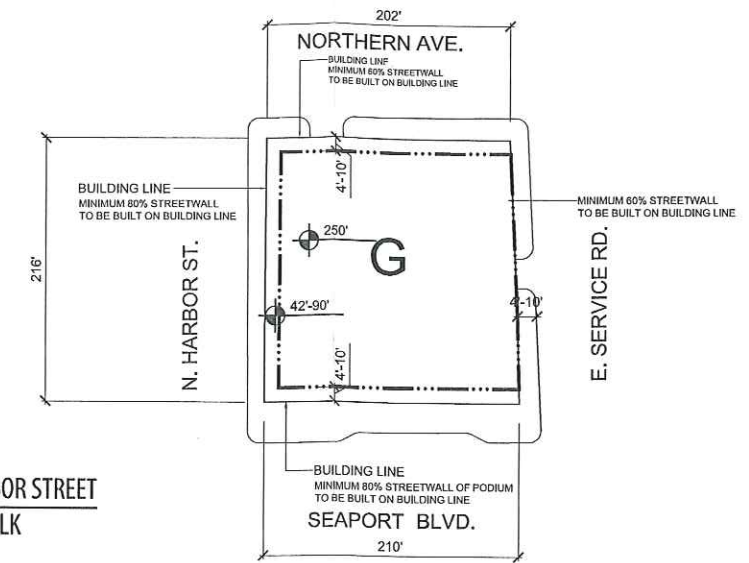 202'
NORTHERN AVE.
BUILDING LINE
MINIMUM 60% STREETWALL
TO BE BUILT ON BUILDING LINE
4'-10'
BUILDING LINE
MINIMUM 80% STREETWALL
TO BE BUILT ON BUILDING LINE
MINIMUM 60% STREETWALL
TO BE BUILT ON BUILDING LINE
250'
G
216'
N. HARBOR ST.
E. SERVICE RD.
42'-90'
4'-10'
4'-10'
BUILDING LINE
MINIMUM 80% STREETWALL OF PODIUM
TO BE BUILT ON BUILDING LINE
OR STREET
LK
SEAPORT BLVD.
210'